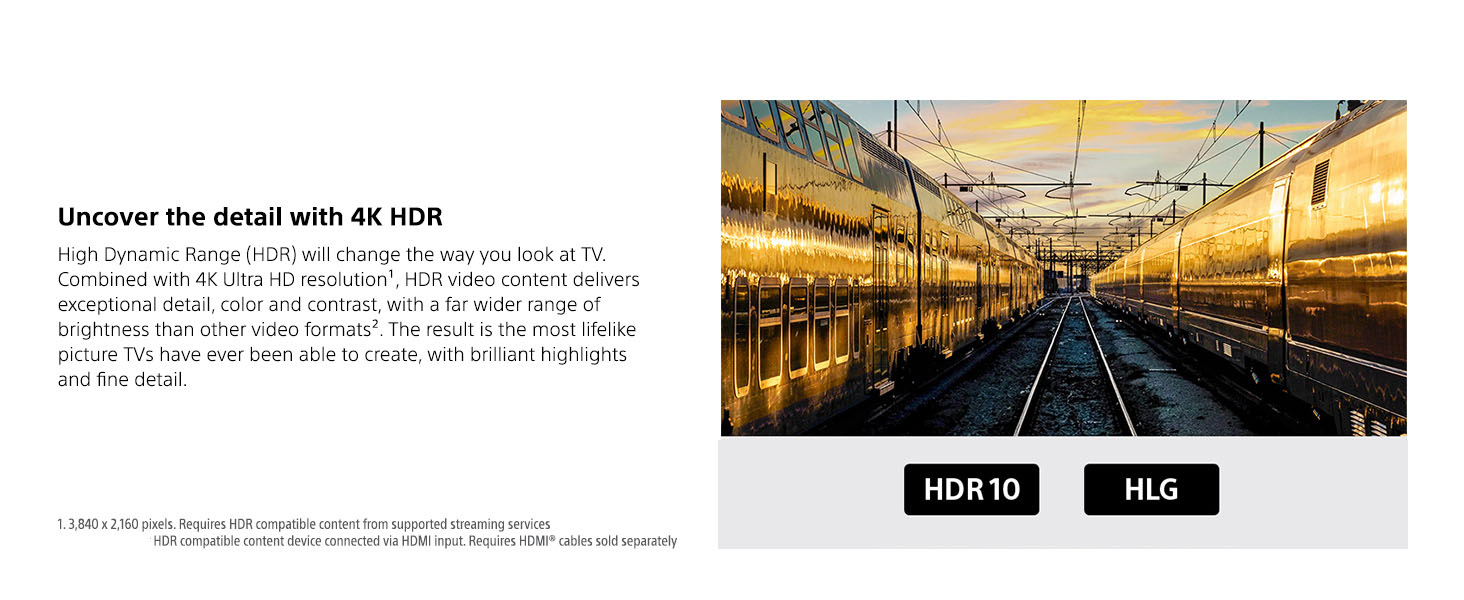 Uncover the detail with 4K HDR
High Dynamic Range (HDR) will change the way you look at TV.
Combined with 4K Ultra HD resolution¹, HDR video content delivers
exceptional detail, color and contrast, with a far wider range of
brightness than other video formats². The result is the most lifelike
picture TVs have ever been able to create, with brilliant highlights
and fine detail.
1. 3,840 x 2,160 pixels. Requires HDR compatible content from supported streaming services
HDR compatible content device connected via HDMI input. Requires HDMI® cables sold separately
HDR10
HLG